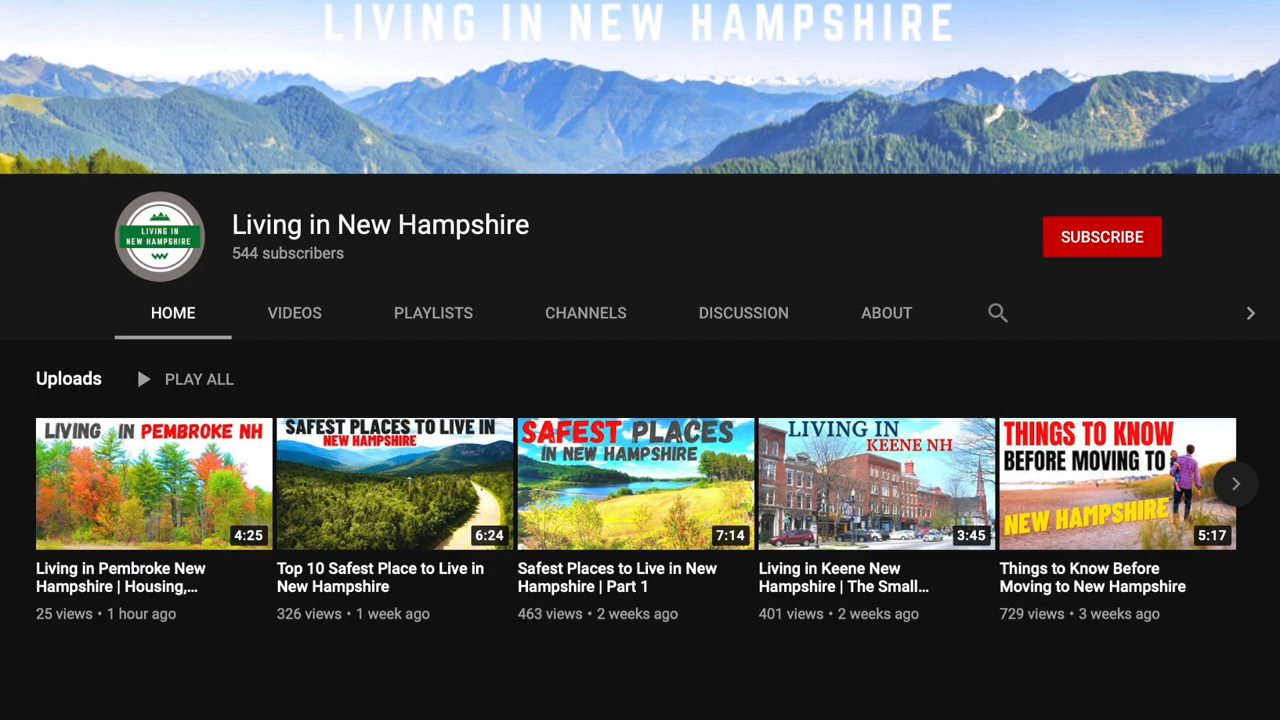 LIVING IN NEW HAMPSHIRE
LIVING IN
NEW HAMPSHIRE
Living in New Hampshire
544 subscribers
SUBSCRIBE
HOME VIDEOS PLAYLISTS CHANNELS DISCUSSION ABOUT
Uploads PLAY ALL
LIVING IN PEMBROKE NH
4:25
SAFEST PLACES TO LIVE IN
NEW HAMPSHIRE
6:24
SAFEST PLACES
IN NEW HAMPSHIRE
7:14
LIVING IN
KEENE NH
3:45
THINGS TO KNOW
BEFORE MOVING TO
NEW HAMPSHIRE
5:17
Living in Pembroke New
Hampshire | Housing,...
25 views • 1 hour ago
Top 10 Safest Place to Live in
New Hampshire
326 views • 1 week ago
Safest Places to Live in New
Hampshire | Part 1
463 views • 2 weeks ago
Living in Keene New
Hampshire | The Small...
401 views • 2 weeks ago
Things to Know Before
Moving to New Hampshire
729 views • 3 weeks ago